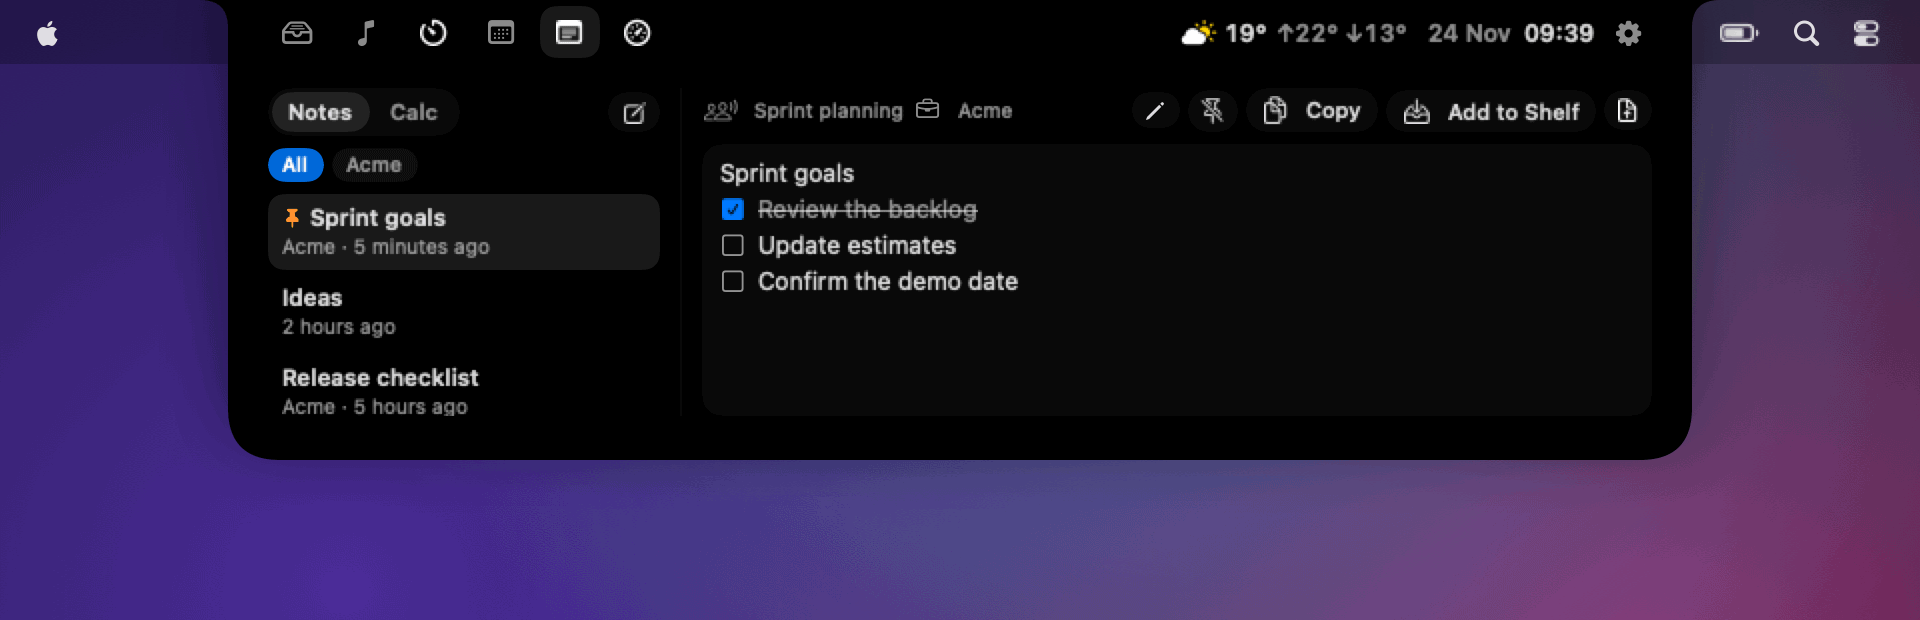 19° ↑22° ↓13° 24 Nov 09:39
Notes Calc
All Acme
Sprint goals
Acme · 5 minutes ago
Ideas
2 hours ago
Release checklist
Acme · 5 hours ago
Sprint planning Acme Copy Add to Shelf
Sprint goals
Review the backlog
Update estimates
Confirm the demo date